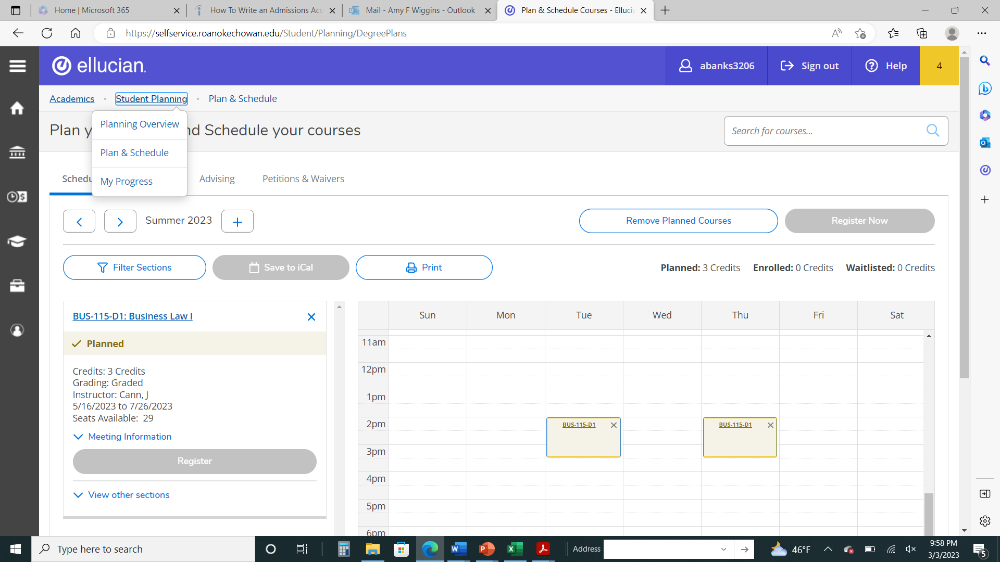 Home | Microsoft 365
How To Write an Admissions Acc
Mail - Amy F Wiggins - Outlook
Plan & Schedule Courses - Ellucia
https://selfservice.roanokechowan.edu/Student/Planning/DegreePlans
ellucian.
abanks3206
Sign out
Help
4
Academics • Student Planning • Plan & Schedule
Planning Overview
Plan & Schedule
My Progress
Plan y nd Schedule your courses
Search for courses...
Schedu
Advising
Petitions & Waivers
Summer 2023
Remove Planned Courses
Register Now
Filter Sections
Save to iCal
Print
Planned: 3 Credits Enrolled: 0 Credits Waitlisted: 0 Credits
BUS-115-D1: Business Law I
Planned
Credits: 3 Credits
Grading: Graded
Instructor: Cann, J
5/16/2023 to 7/26/2023
Seats Available: 29
Meeting Information
Register
View other sections
Sun Mon Tue Wed Thu Fri Sat
11am
12pm
1pm
2pm
BUS-115-D1
BUS-115-D1
3pm
4pm
5pm
6pm
Type here to search
Address
46°F
9:58 PM
3/3/2023
5